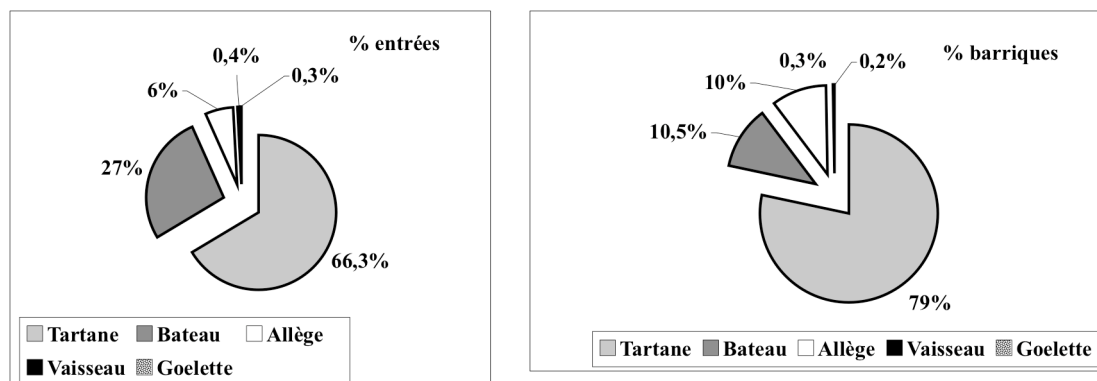 % entrées
0,4%
0,3%
6%
27%
66,3%
Tartane Bateau Allège
Vaisseau Goelette
% barriques
0,3%
0,2%
10%
10,5%
79%
Tartane Bateau Allège Vaisseau Goelette